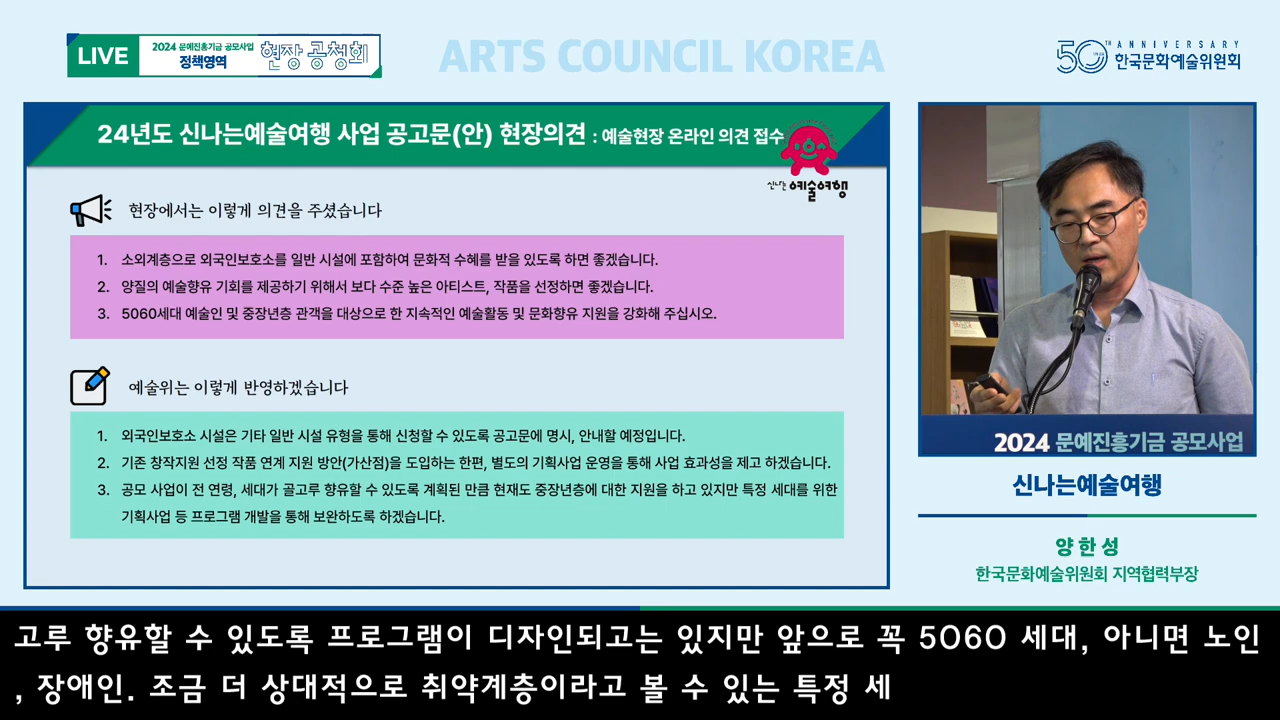 LIVE
2024 문예진흥기금 공모사업
정책영역
현장 공청회
ARTS COUNCIL KOREA
50TH ANNIVERSARY
한국문화예술위원회
24년도 신나는예술여행 사업 공고문(안) 현장의견 : 예술현장 온라인 의견 접수
신나는 예술여행
현장에서는 이렇게 의견을 주셨습니다
1. 소외계층으로 외국인보호소를 일반 시설에 포함하여 문화적 수혜를 받을 있도록 하면 좋겠습니다.
2. 양질의 예술향유 기회를 제공하기 위해서 보다 수준 높은 아티스트, 작품을 선정하면 좋겠습니다.
3. 5060세대 예술인 및 중장년층 관객을 대상으로 한 지속적인 예술활동 및 문화향유 지원을 강화해 주십시오.
예술위는 이렇게 반영하겠습니다
1. 외국인보호소 시설은 기타 일반 시설 유형을 통해 신청할 수 있도록 공고문에 명시, 안내할 예정입니다.
2. 기존 창작지원 선정 작품 연계 지원 방안(가산점)을 도입하는 한편, 별도의 기획사업 운영을 통해 사업 효과성을 제고 하겠습니다.
3. 공모 사업이 전 연령, 세대가 골고루 향유할 수 있도록 계획된 만큼 현재도 중장년층에 대한 지원을 하고 있지만 특정 세대를 위한
기획사업 등 프로그램 개발을 통해 보완하도록 하겠습니다.
2024 문예진흥기금 공모사업
신나는예술여행
양한성
한국문화예술위원회 지역협력부장
고루 향유할 수 있도록 프로그램이 디자인되고는 있지만 앞으로 꼭 5060 세대, 아니면 노인
, 장애인. 조금 더 상대적으로 취약계층이라고 볼 수 있는 특정 세